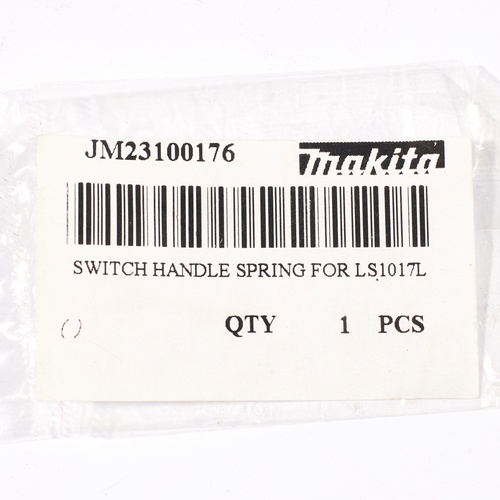 JM23100176 makita
SWITCH HANDLE SPRING FOR LS1017L
() QTY 1 PCS